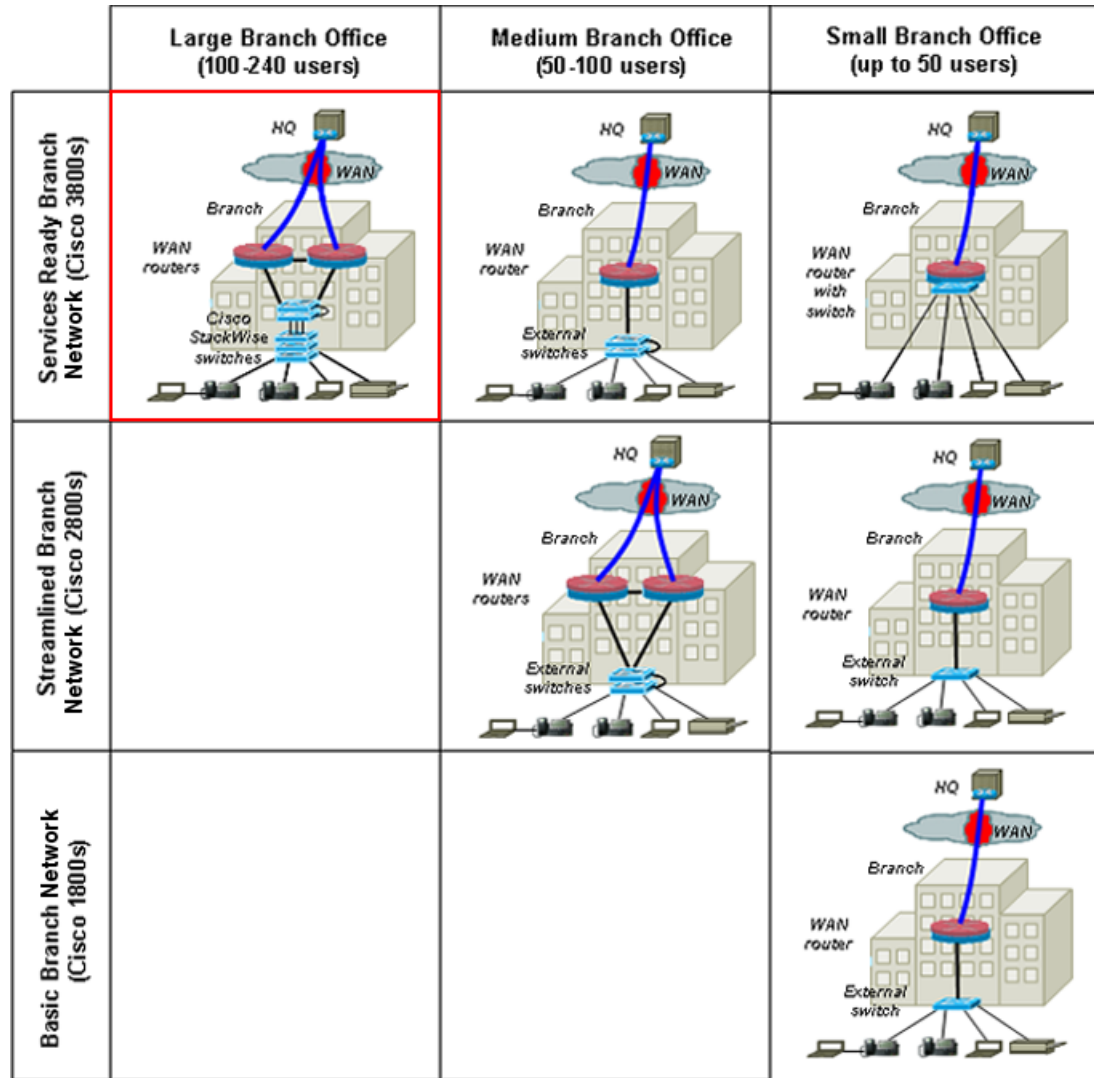 Large Branch Office
(100-240 users)
Medium Branch Office
(50-100 users)
Small Branch Office
(up to 50 users)
Services Ready Branch
Network (Cisco 3800s)
HQ
WAN
Branch
WAN
routers
Cisco
StackWise
switches
HQ
WAN
Branch
WAN
router
External
switches
HQ
WAN
Branch
WAN
router
with
switch
Streamlined Branch
Network (Cisco 2800s)
HQ
WAN
Branch
WAN
routers
External
switches
HQ
WAN
Branch
WAN
router
External
switch
Basic Branch Network
(Cisco 1800s)
HQ
WAN
Branch
WAN
router
External
switch